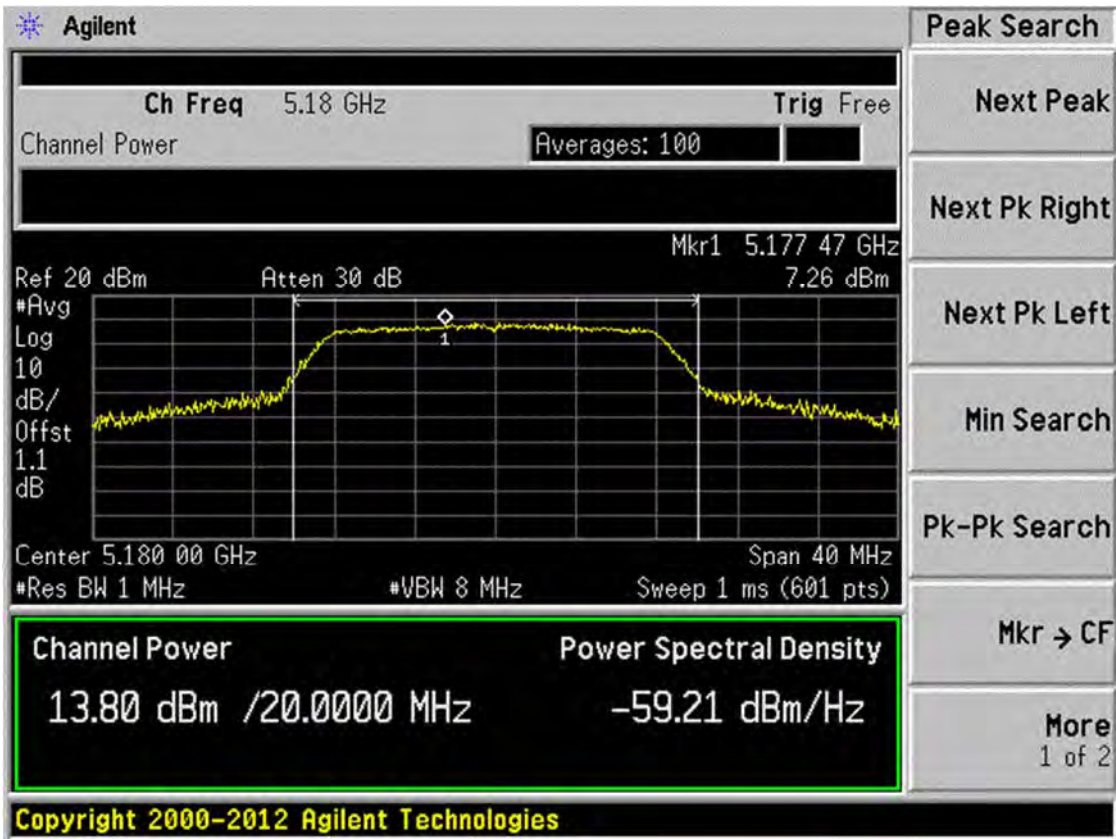 Agilent
Peak Search
Ch Freq 5.18 GHz Trig Free
Channel Power Averages: 100
Mkr1 5.177 47 GHz
Ref 20 dBm Atten 30 dB 7.26 dBm
#Avg
Log
10
dB/
Offst
1.1
dB
1
Center 5.180 00 GHz Span 40 MHz
#Res BW 1 MHz #VBW 8 MHz Sweep 1 ms (601 pts)
Channel Power Power Spectral Density
13.80 dBm /20.0000 MHz -59.21 dBm/Hz
Next Peak
Next Pk Right
Next Pk Left
Min Search
Pk-Pk Search
Mkr → CF
More
1 of 2
Copyright 2000-2012 Agilent Technologies